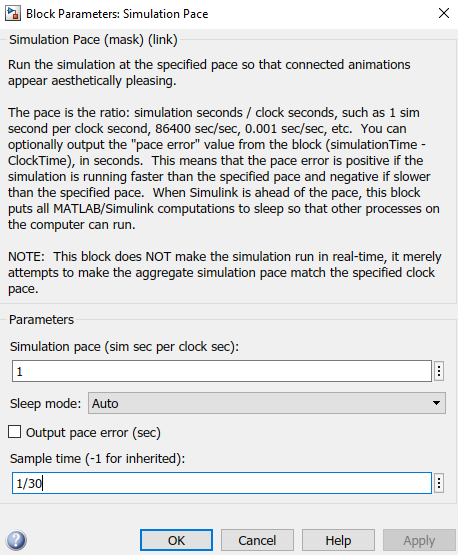 Block Parameters: Simulation Pace
Simulation Pace (mask) (link)
Run the simulation at the specified pace so that connected animations
appear aesthetically pleasing.
The pace is the ratio: simulation seconds / clock seconds, such as 1 sim
second per clock second, 86400 sec/sec, 0.001 sec/sec, etc.  You can
optionally output the "pace error" value from the block (simulationTime -
ClockTime), in seconds.  This means that the pace error is positive if the
simulation is running faster than the specified pace and negative if slower
than the specified pace.  When Simulink is ahead of the pace, this block
puts all MATLAB/Simulink computations to sleep so that other processes on
the computer can run.
NOTE:  This block does NOT make the simulation run in real-time, it merely
attempts to make the aggregate simulation pace match the specified clock
pace.
Parameters
Simulation pace (sim sec per clock sec):
1
Sleep mode: Auto
Output pace error (sec)
Sample time (-1 for inherited):
1/30
OK Cancel Help Apply